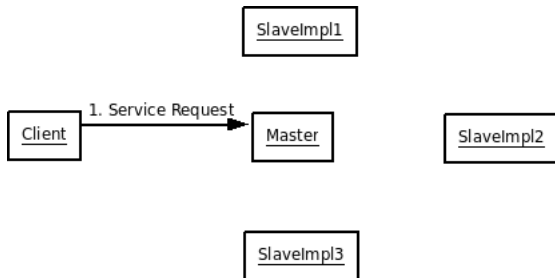 SlaveImpl1
1. Service Request
Client
Master
SlaveImpl2
SlaveImpl3